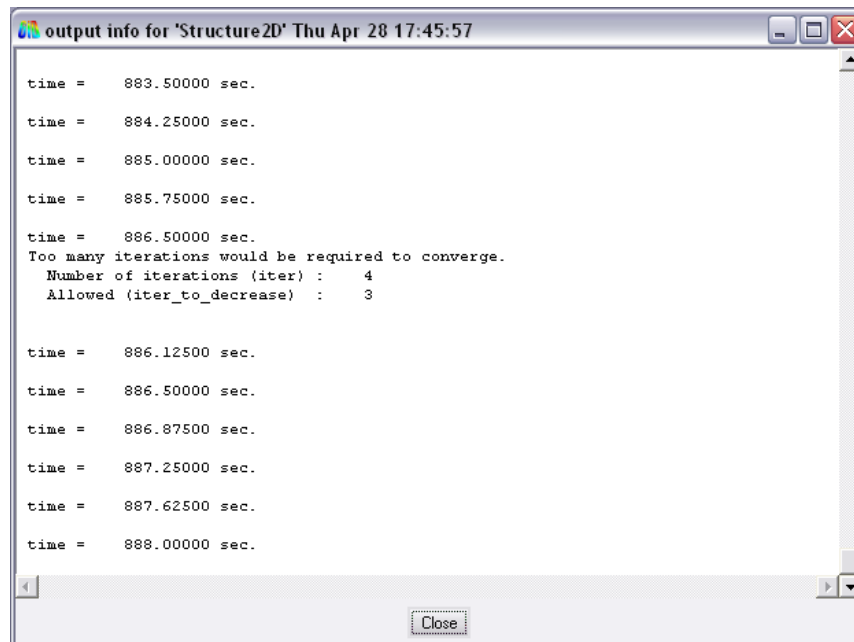 output info for 'Structure2D' Thu Apr 28 17:45:57
time =    883.50000 sec.
time =    884.25000 sec.
time =    885.00000 sec.
time =    885.75000 sec.
time =    886.50000 sec.
Too many iterations would be required to converge.
Number of iterations (iter) :    4
Allowed (iter_to_decrease)  :    3
time =    886.12500 sec.
time =    886.50000 sec.
time =    886.87500 sec.
time =    887.25000 sec.
time =    887.62500 sec.
time =    888.00000 sec.
Close